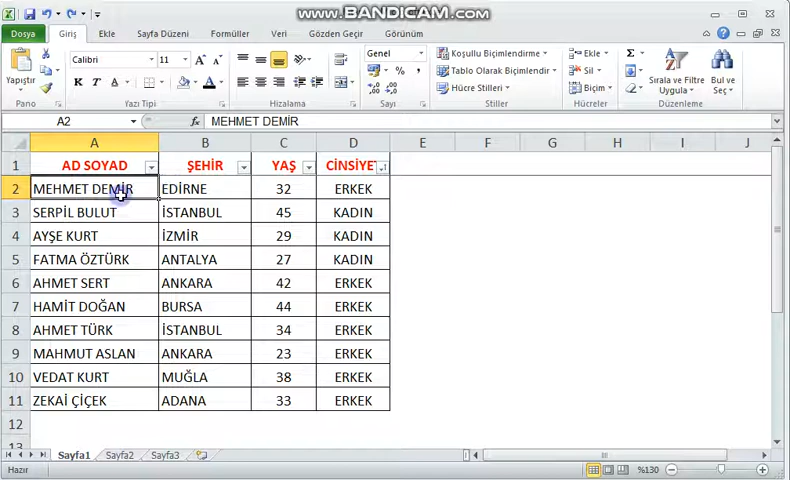 www.BANDICAM.com
Dosya Giriş Ekle Sayfa Düzeni Formüller Veri Gözden Geçir Görünüm
Yapıştır
Calibri 11
K T A
Genel
% ,
Koşullu Biçimlendirme
Tablo Olarak Biçimlendir
Hücre Stilleri
Ekle
Sil
Biçim
Σ
Sırala ve Filtre Uygula
Bul ve Seç
Pano Yazı Tipi Hizalama Sayı Stiller Hücreler Düzenleme
A2 fx MEHMET DEMİR
A B C D E F G H I J
1 AD SOYAD ŞEHİR YAŞ CİNSİYET
2 MEHMET DEMİR EDİRNE 32 ERKEK
3 SERPİL BULUT İSTANBUL 45 KADIN
4 AYŞE KURT İZMİR 29 KADIN
5 FATMA ÖZTÜRK ANTALYA 27 KADIN
6 AHMET SERT ANKARA 42 ERKEK
7 HAMİT DOĞAN BURSA 44 ERKEK
8 AHMET TÜRK İSTANBUL 34 ERKEK
9 MAHMUT ASLAN ANKARA 23 ERKEK
10 VEDAT KURT MUĞLA 38 ERKEK
11 ZEKAİ ÇİÇEK ADANA 33 ERKEK
12
13
Sayfa1 Sayfa2 Sayfa3
Hazır %130